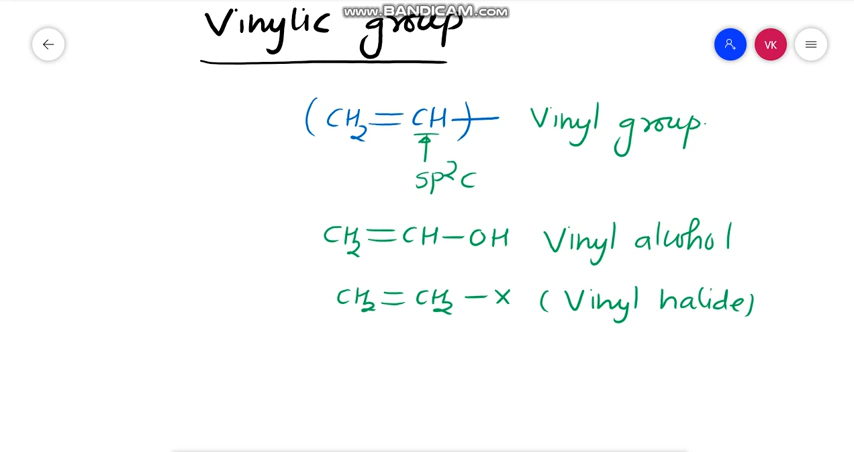 www.BANDICAM.com
Vinylic group
VK
(CH₂=CH)— Vinyl group.
SP²C
CH₂=CH-OH Vinyl alcohol
CH₂=CH₂-X (Vinyl halide)